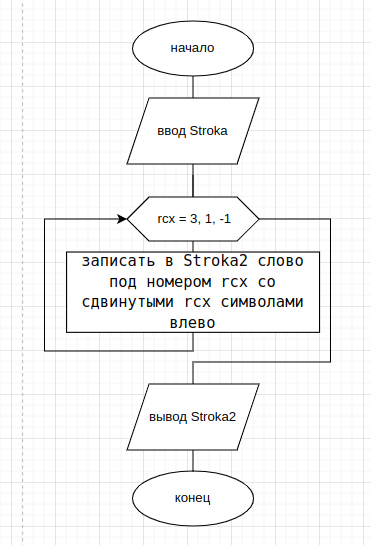 начало
ввод Stroka
rcx = 3, 1, -1
записать в Stroka2 слово
под номером rcx со
сдвинутыми rcx символами
влево
вывод Stroka2
конец